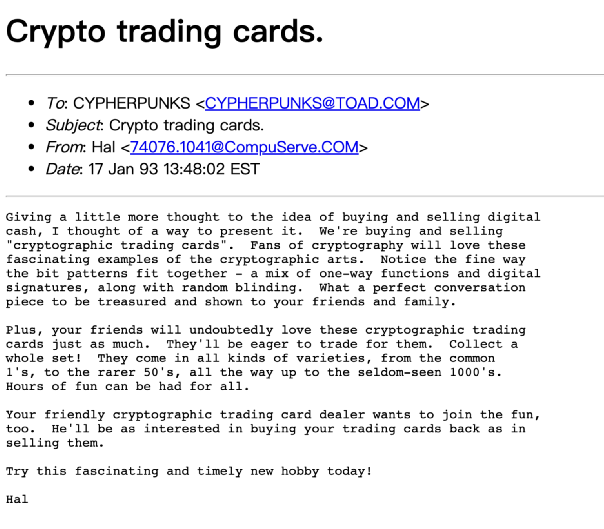 Crypto trading cards.
• To: CYPHERPUNKS <CYPHERPUNKS@TOAD.COM>
• Subject: Crypto trading cards.
• From: Hal <74076.1041@CompuServe.COM>
• Date: 17 Jan 93 13:48:02 EST
Giving a little more thought to the idea of buying and selling digital
cash, I thought of a way to present it.  We're buying and selling
"cryptographic trading cards".  Fans of cryptography will love these
fascinating examples of the cryptographic arts.  Notice the fine way
the bit patterns fit together - a mix of one-way functions and digital
signatures, along with random blinding.  What a perfect conversation
piece to be treasured and shown to your friends and family.
Plus, your friends will undoubtedly love these cryptographic trading
cards just as much.  They'll be eager to trade for them.  Collect a
whole set!  They come in all kinds of varieties, from the common
1's, to the rarer 50's, all the way up to the seldom-seen 1000's.
Hours of fun can be had for all.
Your friendly cryptographic trading card dealer wants to join the fun,
too.  He'll be as interested in buying your trading cards back as in
selling them.
Try this fascinating and timely new hobby today!
Hal